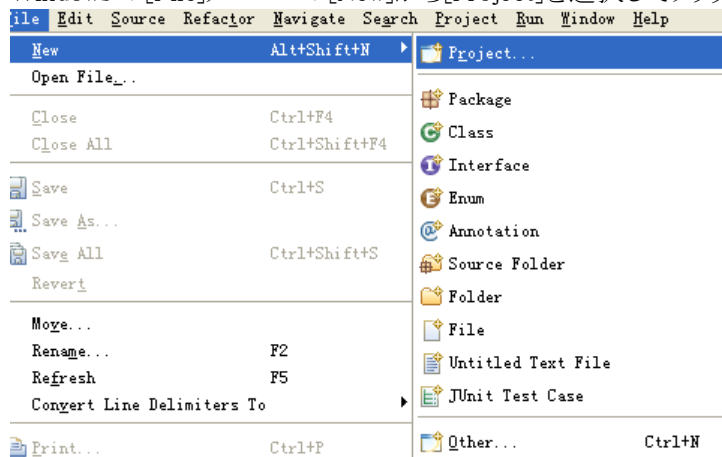 File Edit Source Refactor Navigate Search Project Run Window Help
New Alt+Shift+N
Open File...
Close Ctrl+F4
Close All Ctrl+Shift+F4
Save Ctrl+S
Save As...
Save All Ctrl+Shift+S
Revert
Move...
Rename... F2
Refresh F5
Convert Line Delimiters To
Print... Ctrl+P
Project...
Package
Class
Interface
Enum
Annotation
Source Folder
Folder
File
Untitled Text File
JUnit Test Case
Other... Ctrl+N